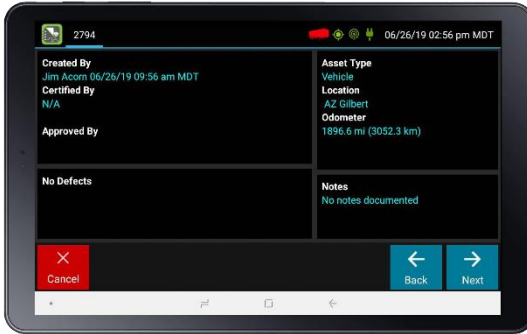 2794
06/26/19 02:56 pm MDT
Created By
Jim Acorn 06/26/19 09:56 am MDT
Certified By
N/A
Approved By
Asset Type
Vehicle
Location
AZ Gilbert
Odometer
1896.6 mi (3052.3 km)
No Defects
Notes
No notes documented
Cancel
Back
Next